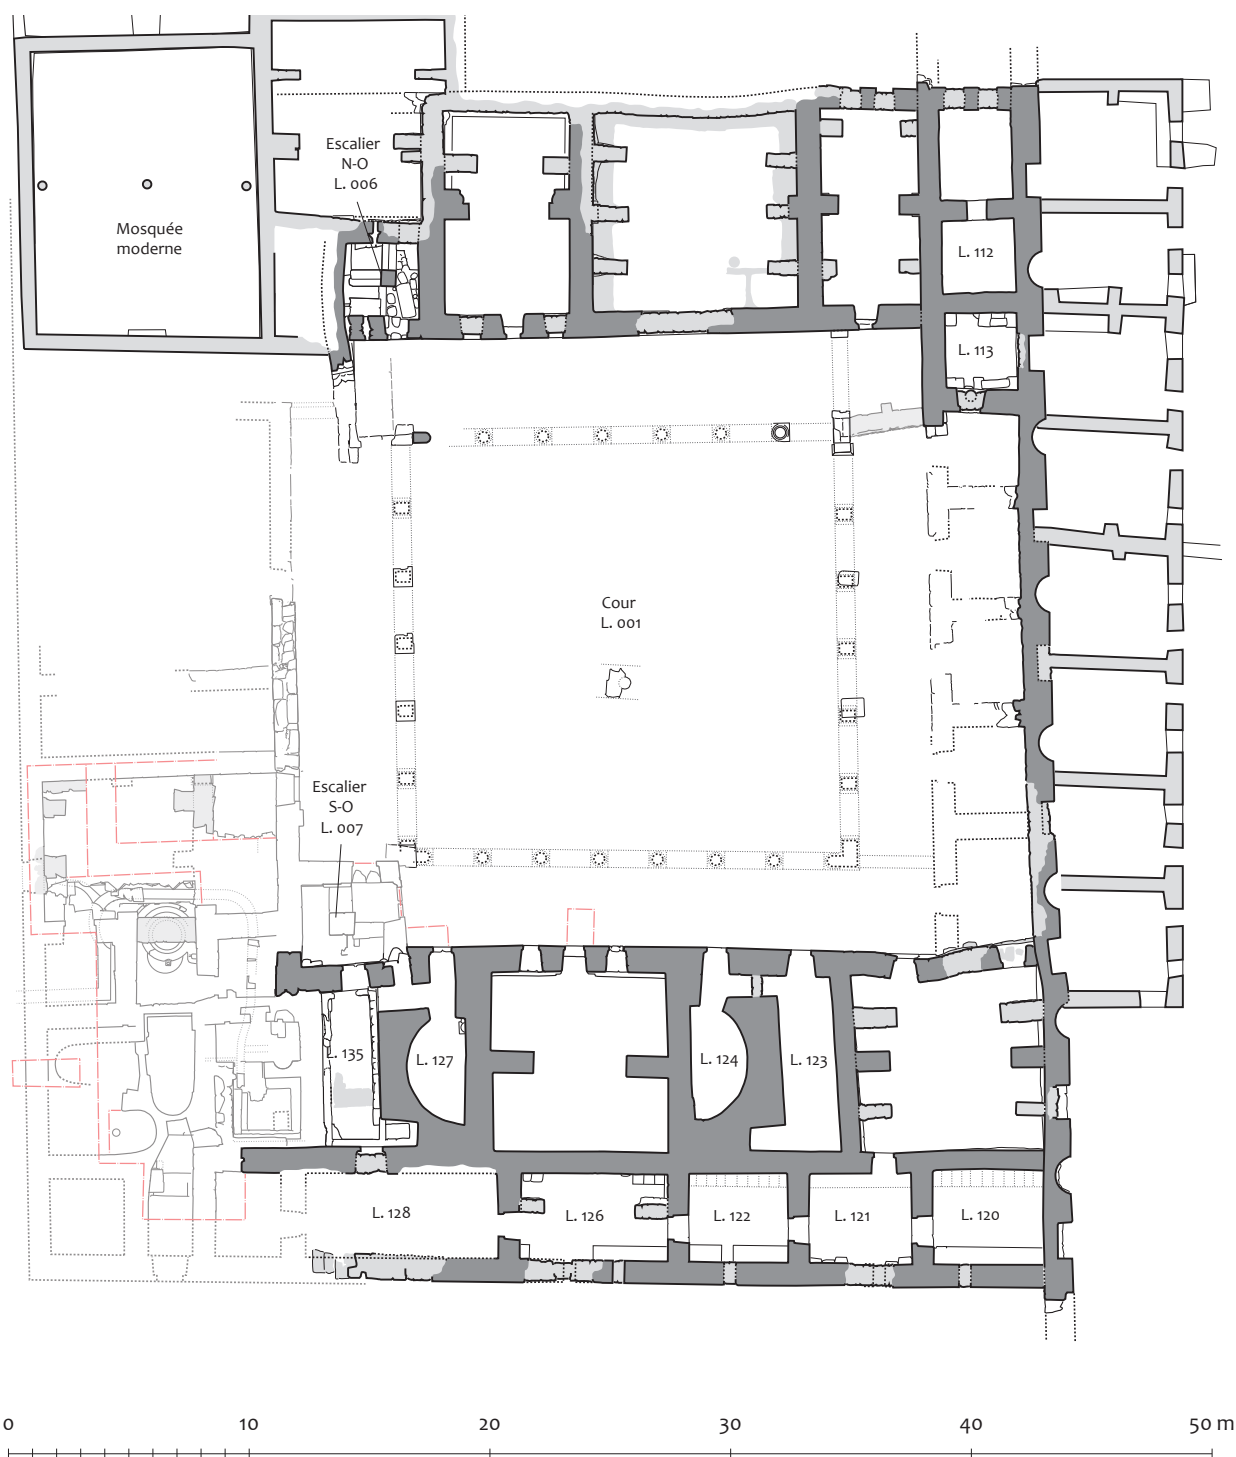 Escalier
N-O
L. 006
Mosquée
moderne
L. 112
L. 113
Cour
L. 001
Escalier
S-O
L. 007
L. 135
L. 127
L. 124
L. 123
L. 128
L. 126
L. 122
L. 121
L. 120
0 10 20 30 40 50 m